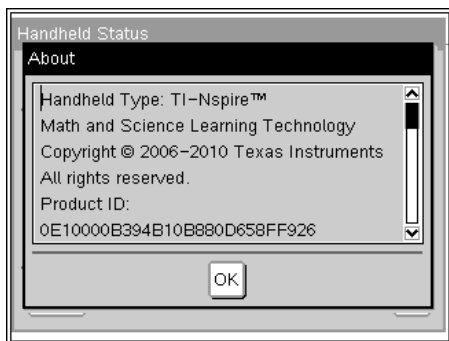 Handheld Status
About
Handheld Type: TI-Nspire™
Math and Science Learning Technology
Copyright © 2006-2010 Texas Instruments
All rights reserved.
Product ID:
0E10000B394B10B880D658FF926
OK